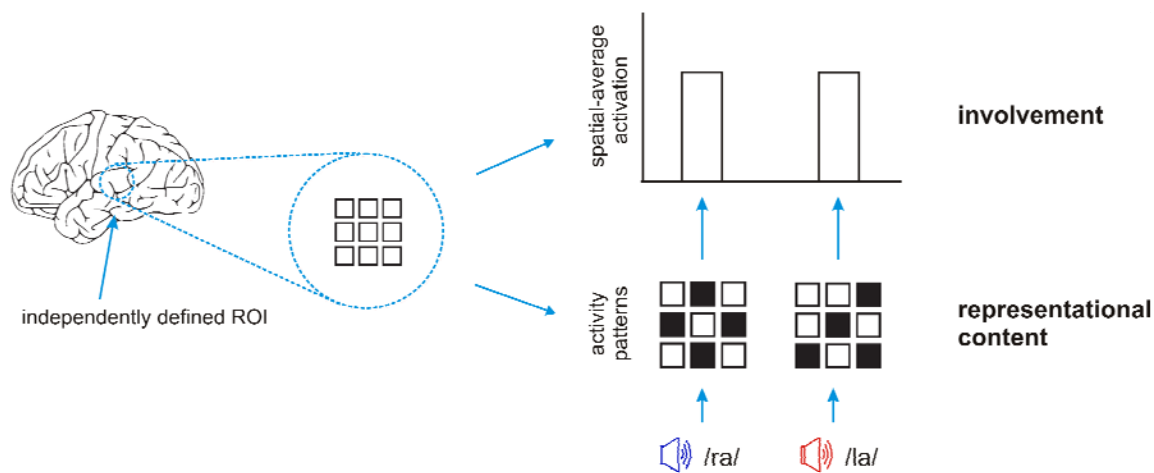 spatial-average
activation
involvement
independently defined ROI
activity
patterns
representational
content
/ra/
/la/